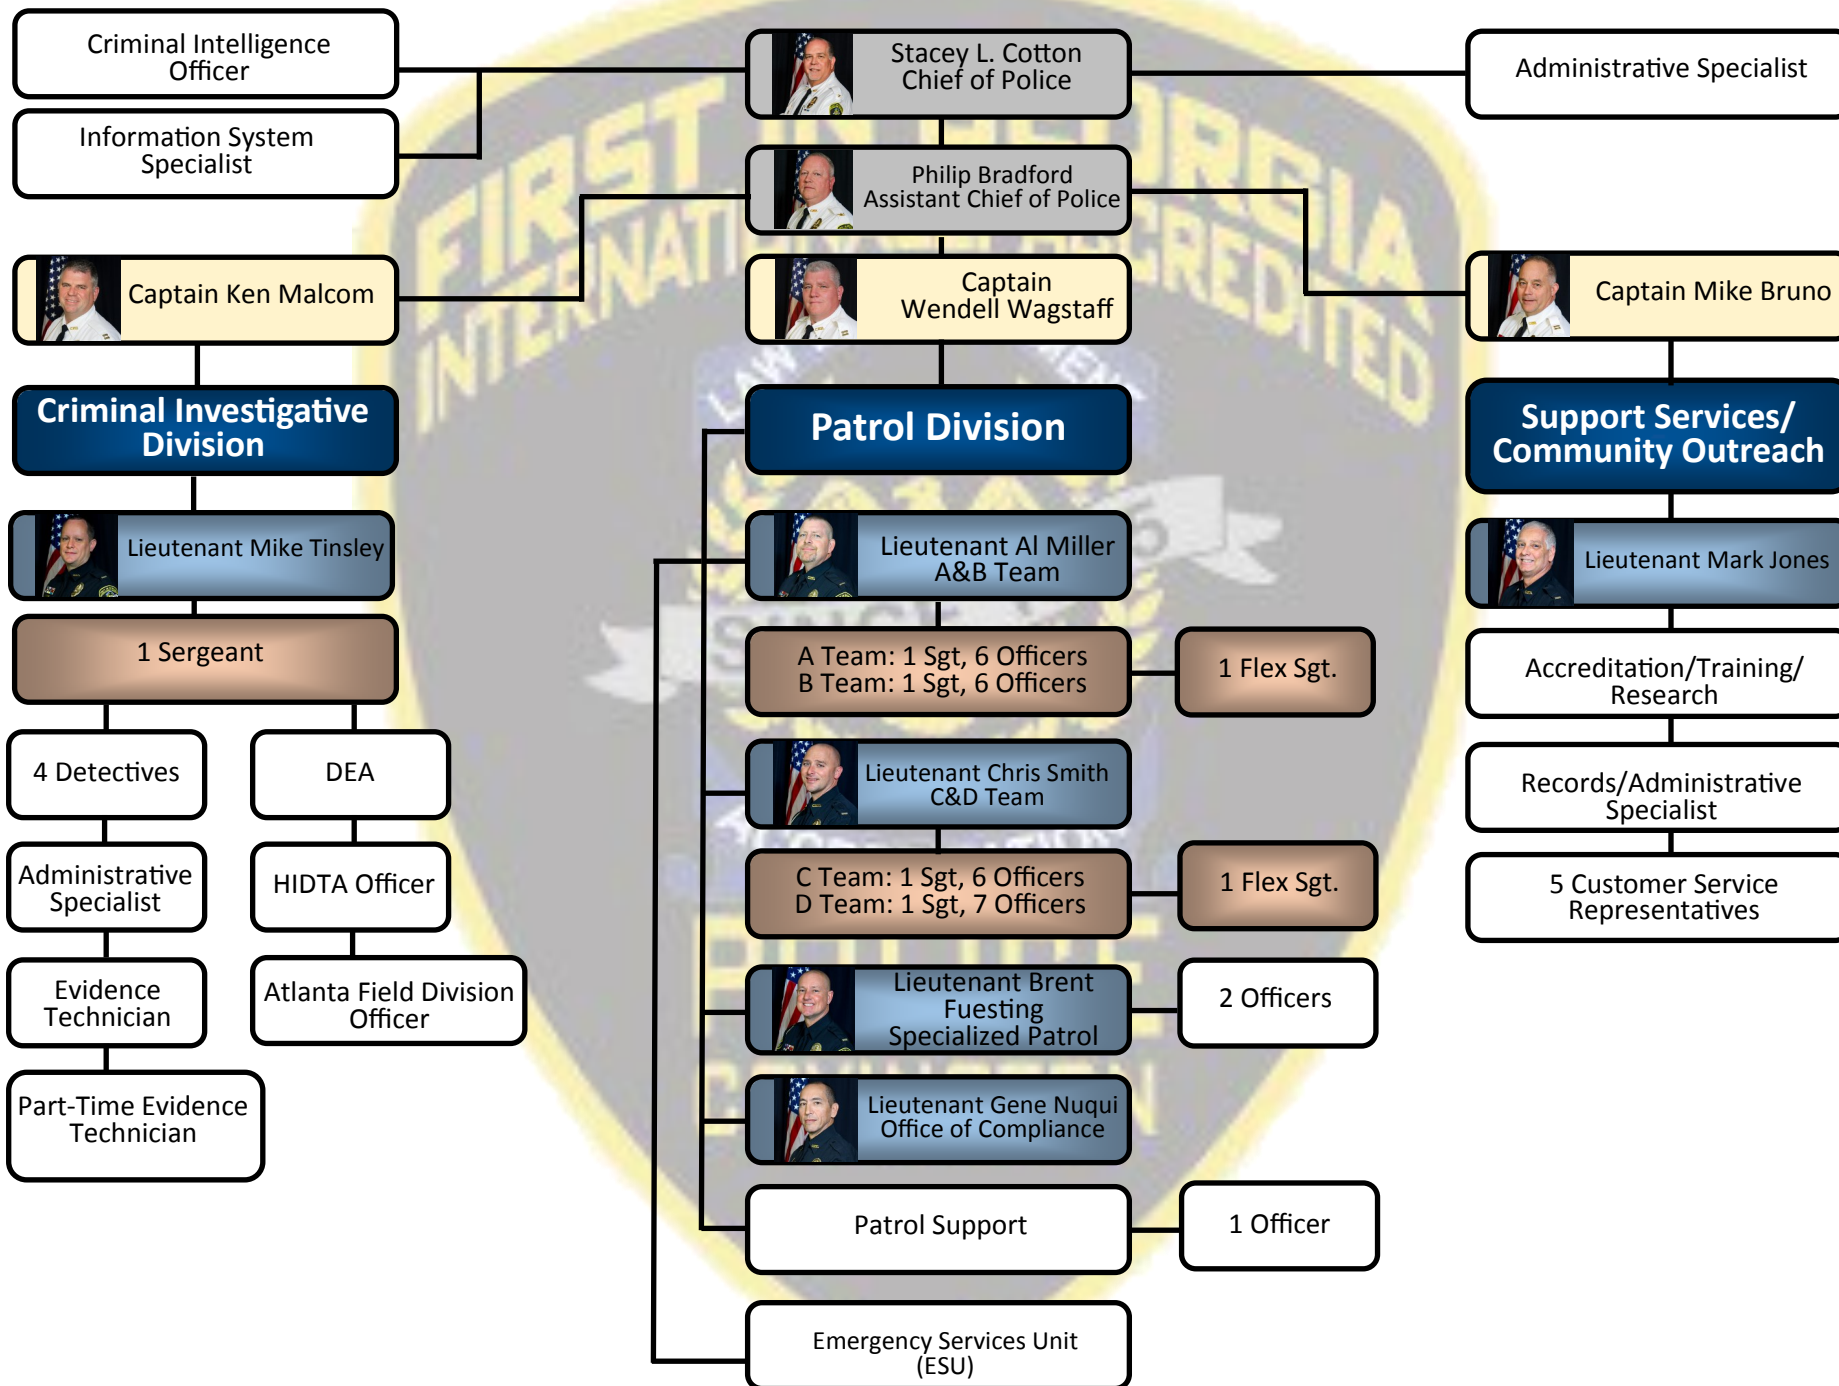 Criminal Intelligence
Officer
Stacey L. Cotton
Chief of Police
Administrative Specialist
Information System
Specialist
Philip Bradford
Assistant Chief of Police
Captain Ken Malcom
Captain
Wendell Wagstaff
Captain Mike Bruno
Criminal Investigative
Division
Patrol Division
Support Services/
Community Outreach
Lieutenant Mike Tinsley
Lieutenant Al Miller
A&B Team
Lieutenant Mark Jones
1 Sergeant
A Team: 1 Sgt, 6 Officers
B Team: 1 Sgt, 6 Officers
1 Flex Sgt.
Accreditation/Training/
Research
4 Detectives
DEA
Lieutenant Chris Smith
C&D Team
Records/Administrative
Specialist
Administrative
Specialist
HIDTA Officer
C Team: 1 Sgt, 6 Officers
D Team: 1 Sgt, 7 Officers
1 Flex Sgt.
5 Customer Service
Representatives
Evidence
Technician
Atlanta Field Division
Officer
Lieutenant Brent
Fuesting
Specialized Patrol
2 Officers
Part-Time Evidence
Technician
Lieutenant Gene Nuqui
Office of Compliance
Patrol Support
1 Officer
Emergency Services Unit
(ESU)
FIRST IN GEORGIA
ACCREDITED
POLICE